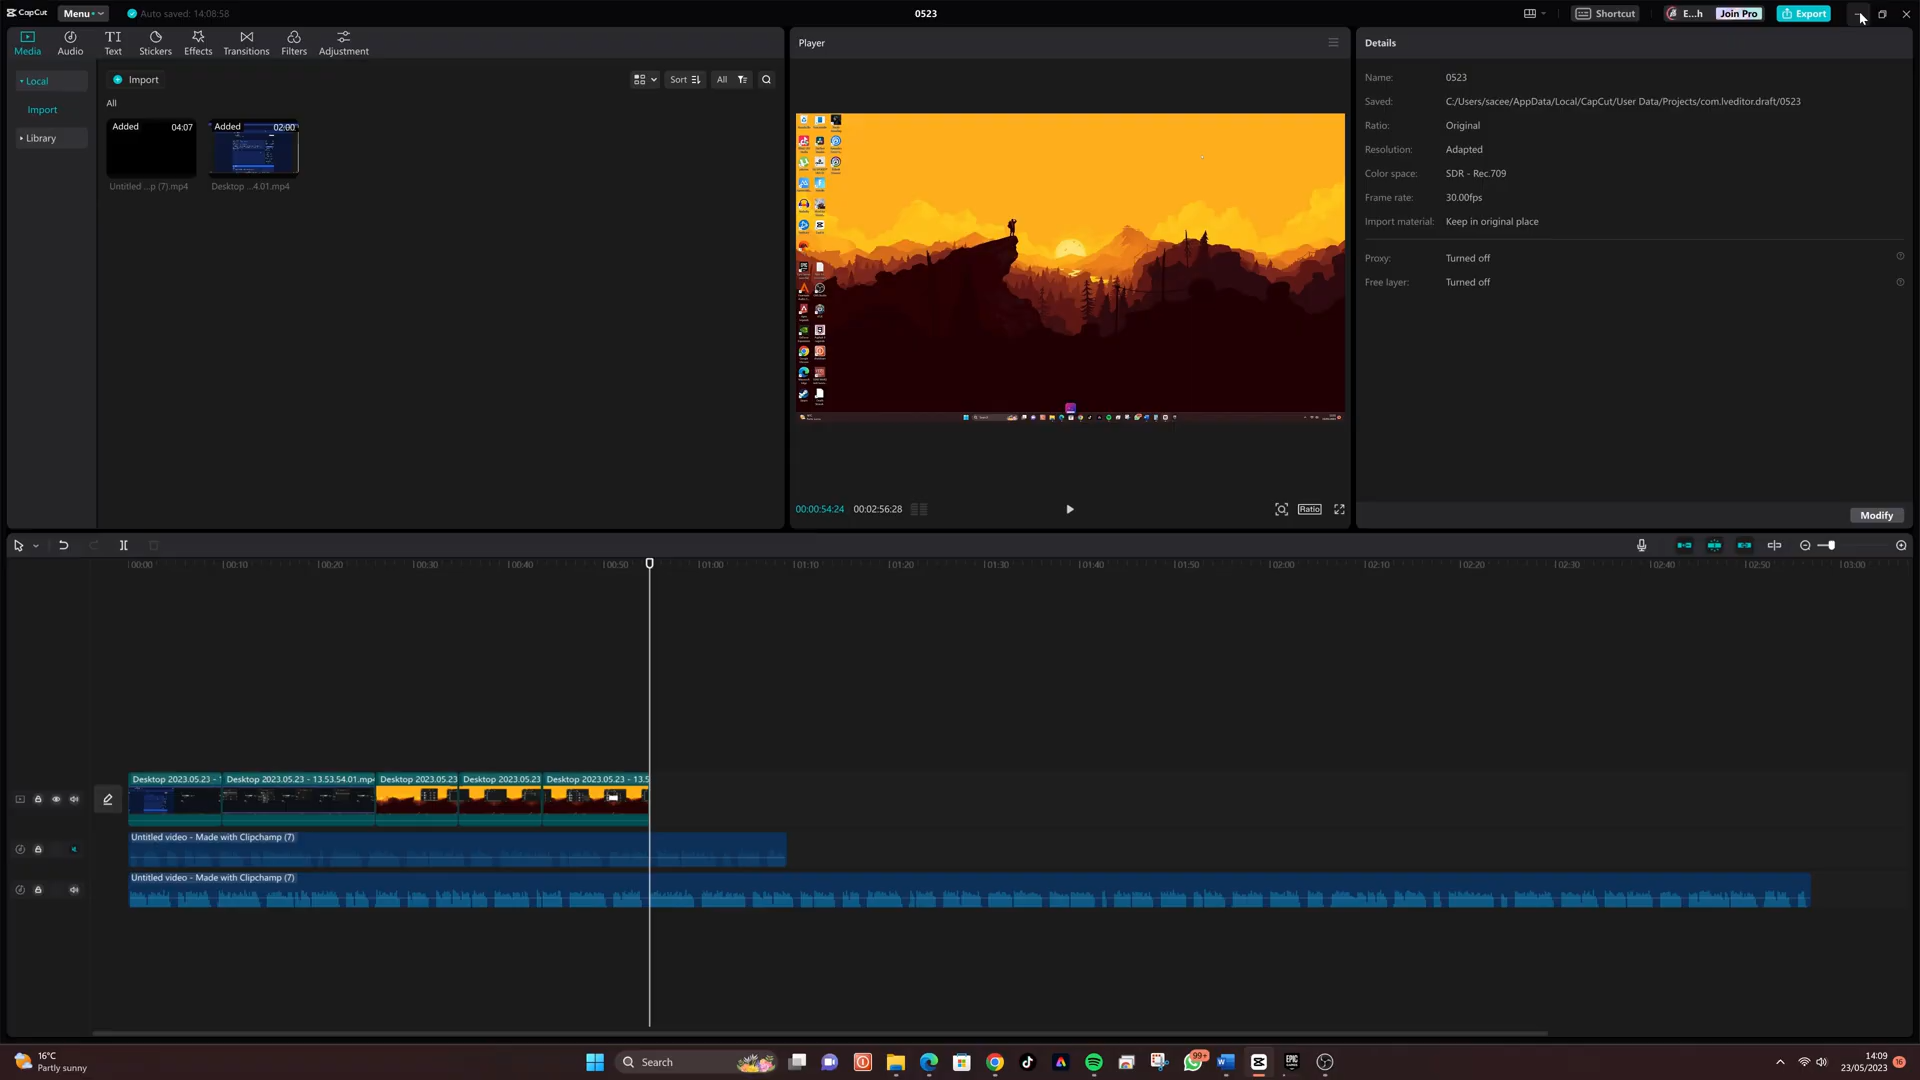 CapCut Menu Auto saved: 14:08:58 0523 Shortcut E...h Join Pro Export
Media Audio Text Stickers Effects Transitions Filters Adjustment
Player
Details
Local
Import
Library
Import Sort All
All
Added 04:07
Untitled ...p (7).mp4
Added 02:00
Desktop ...4.01.mp4
Name: 0523
Saved: C:/Users/sacee/AppData/Local/CapCut/User Data/Projects/com.lveditor.draft/0523
Ratio: Original
Resolution: Adapted
Color space: SDR - Rec.709
Frame rate: 30.00fps
Import material: Keep in original place
Proxy: Turned off
Free layer: Turned off
00:00:54:24 00:02:56:28 Ratio
Modify
00:00 00:10 00:20 00:30 00:40 00:50 01:00 01:10 01:20 01:30 01:40 01:50 02:00 02:10 02:20 02:30 02:40 02:50 03:00
Desktop 2023.05.23 - 1 Desktop 2023.05.23 - 13.53.54.01.mp4 Desktop 2023.05.23 Desktop 2023.05.23 Desktop 2023.05.23 - 13.5
Untitled video - Made with Clipchamp (7)
Untitled video - Made with Clipchamp (7)
16°C
Partly sunny
Search
99+
EPIC
14:09
23/05/2023
16